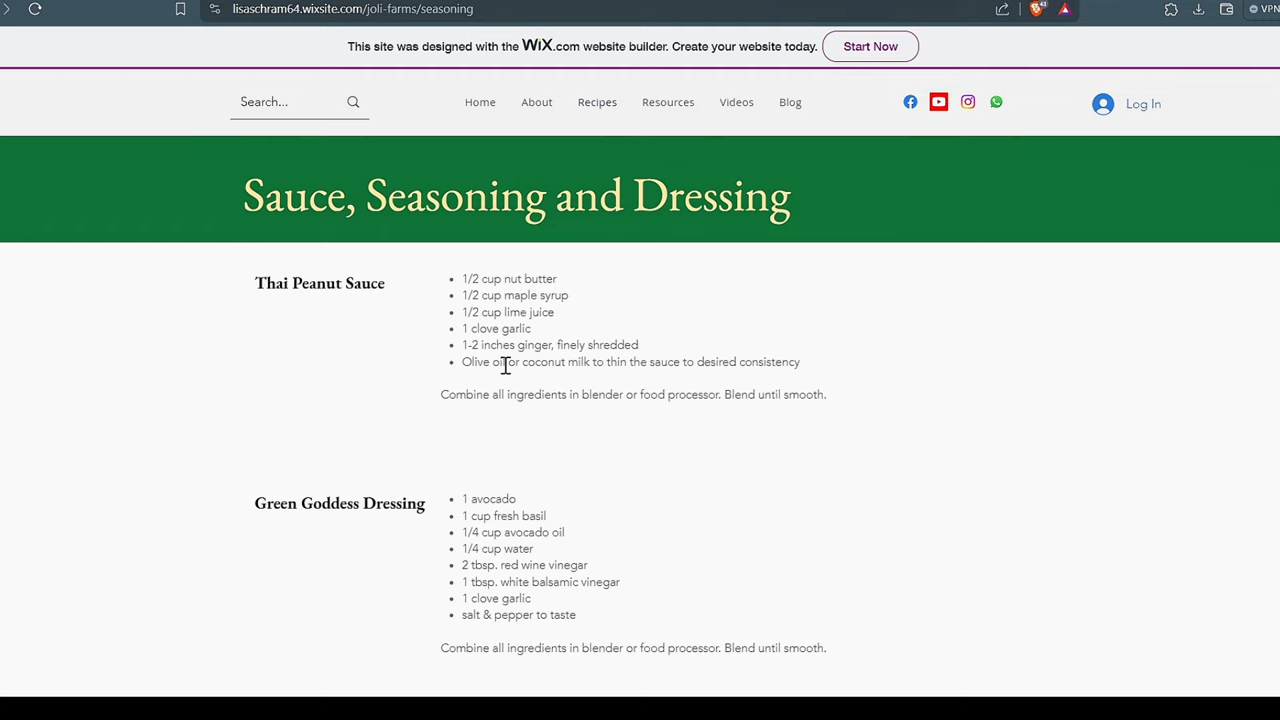 lisaschram64.wixsite.com/joli-farms/seasoning
VPN
This site was designed with the WiX.com website builder. Create your website today.
Start Now
Search...
Home
About
Recipes
Resources
Videos
Blog
Log In
Sauce, Seasoning and Dressing
Thai Peanut Sauce
• 1/2 cup nut butter
• 1/2 cup maple syrup
• 1/2 cup lime juice
• 1 clove garlic
• 1-2 inches ginger, finely shredded
• Olive oil or coconut milk to thin the sauce to desired consistency
Combine all ingredients in blender or food processor. Blend until smooth.
Green Goddess Dressing
• 1 avocado
• 1 cup fresh basil
• 1/4 cup avocado oil
• 1/4 cup water
• 2 tbsp. red wine vinegar
• 1 tbsp. white balsamic vinegar
• 1 clove garlic
• salt & pepper to taste
Combine all ingredients in blender or food processor. Blend until smooth.